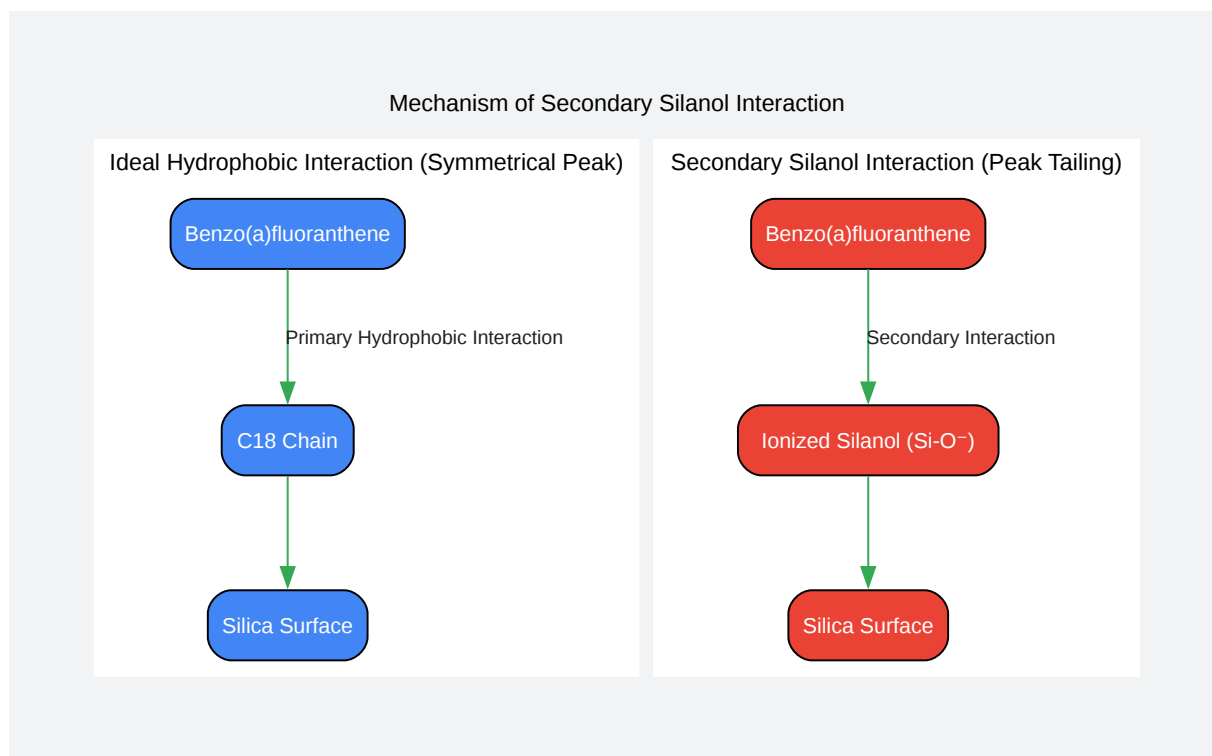 Mechanism of Secondary Silanol Interaction
Ideal Hydrophobic Interaction (Symmetrical Peak)
Benzo(a)fluoranthene
Primary Hydrophobic Interaction
C18 Chain
Silica Surface
Secondary Silanol Interaction (Peak Tailing)
Benzo(a)fluoranthene
Secondary Interaction
Ionized Silanol (Si-O⁻)
Silica Surface